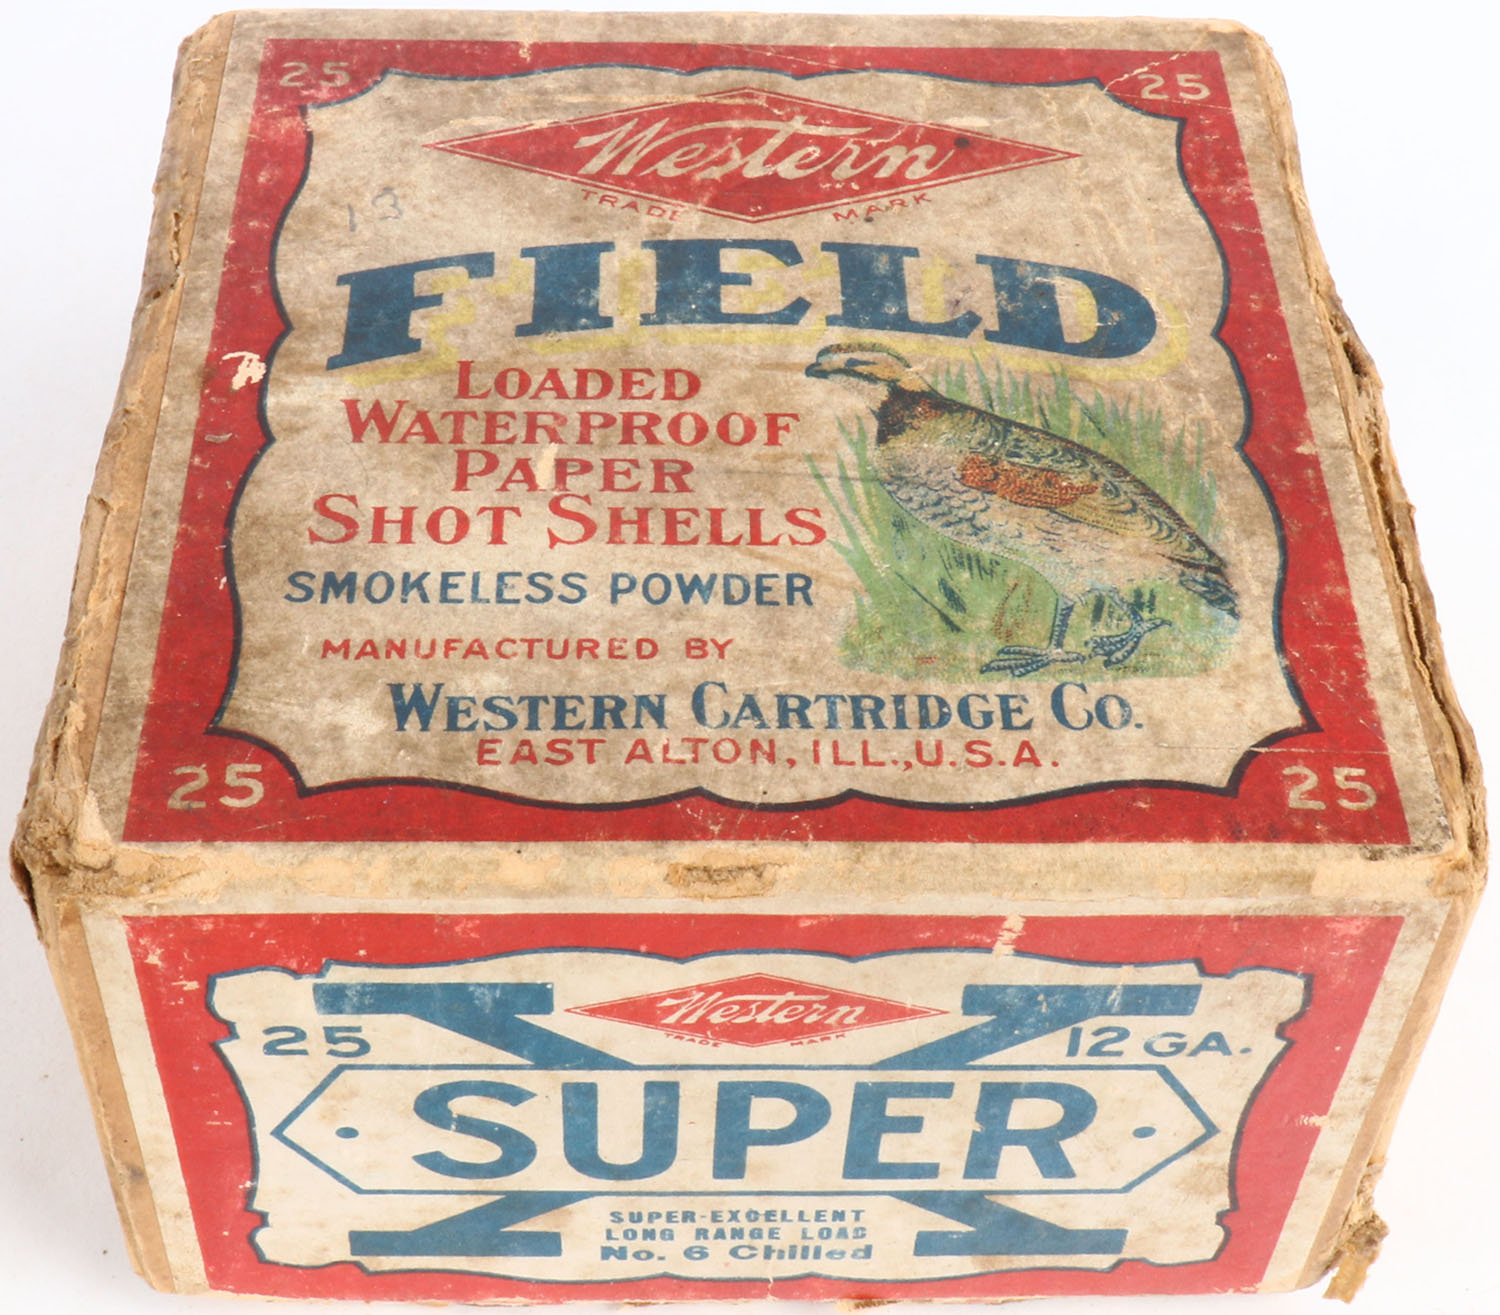 25 25
Western
TRADE MARK
13
FIELD
LOADED
WATERPROOF
PAPER
SHOT SHELLS
SMOKELESS POWDER
MANUFACTURED BY
WESTERN CARTRIDGE CO.
EAST ALTON, ILL., U.S.A.
25 25
Western
TRADE MARK
25 12 GA.
X
SUPER
SUPER-EXCELLENT
LONG RANGE LOAD
No. 6 Chilled